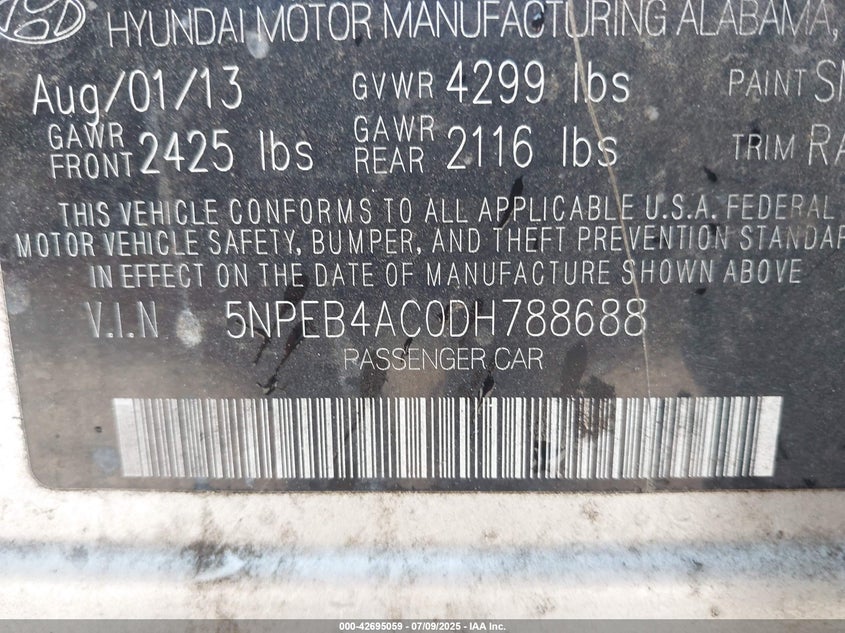 HYUNDAI MOTOR MANUFACTURING ALABAMA,
Aug/01/13 GVWR 4299 lbs PAINT
GAWR FRONT 2425 lbs GAWR REAR 2116 lbs TRIM
THIS VEHICLE CONFORMS TO ALL APPLICABLE U.S.A. FEDERAL
MOTOR VEHICLE SAFETY, BUMPER, AND THEFT PREVENTION
IN EFFECT ON THE DATE OF MANUFACTURE SHOWN ABOVE
V.I.N 5NPEB4AC0DH788688
PASSENGER CAR
000-42695059 | 07/09/2025 - IAA Inc.